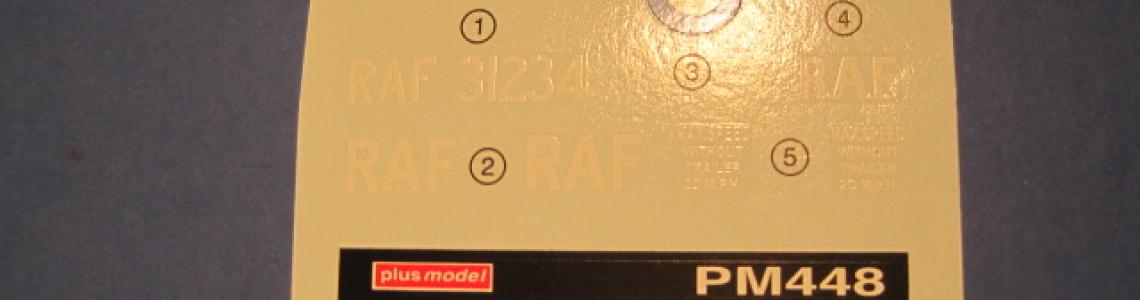 1
4
RAF 31234
3
R.A.F.
RAF
2
RAF
MAX.SPEED
WITHOUT
TRAILER
20 M.P.H.
5
MAX.SPEED
WITHOUT
TRAILER
20 M.P.H.
plus model
PM448